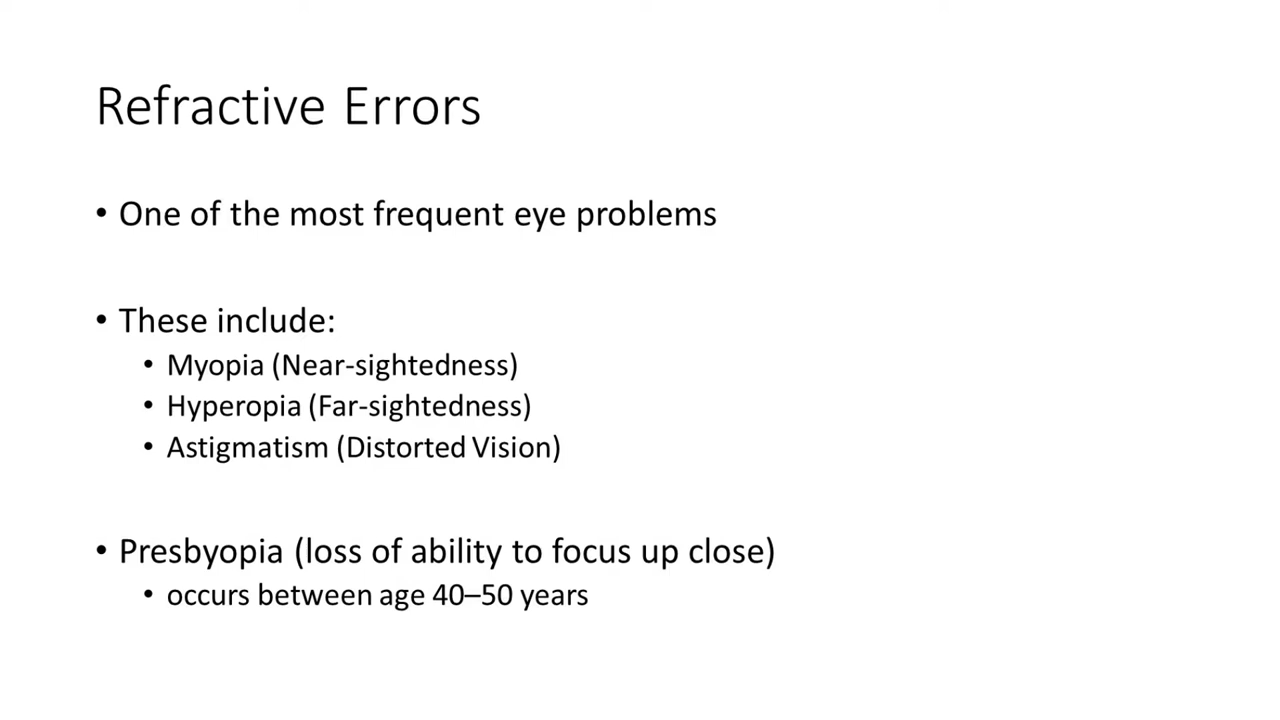 Refractive Errors
• One of the most frequent eye problems
• These include:
• Myopia (Near-sightedness)
• Hyperopia (Far-sightedness)
• Astigmatism (Distorted Vision)
• Presbyopia (loss of ability to focus up close)
• occurs between age 40–50 years